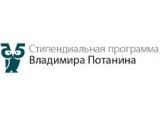 Стипендиальная программа
Владимира Потанина